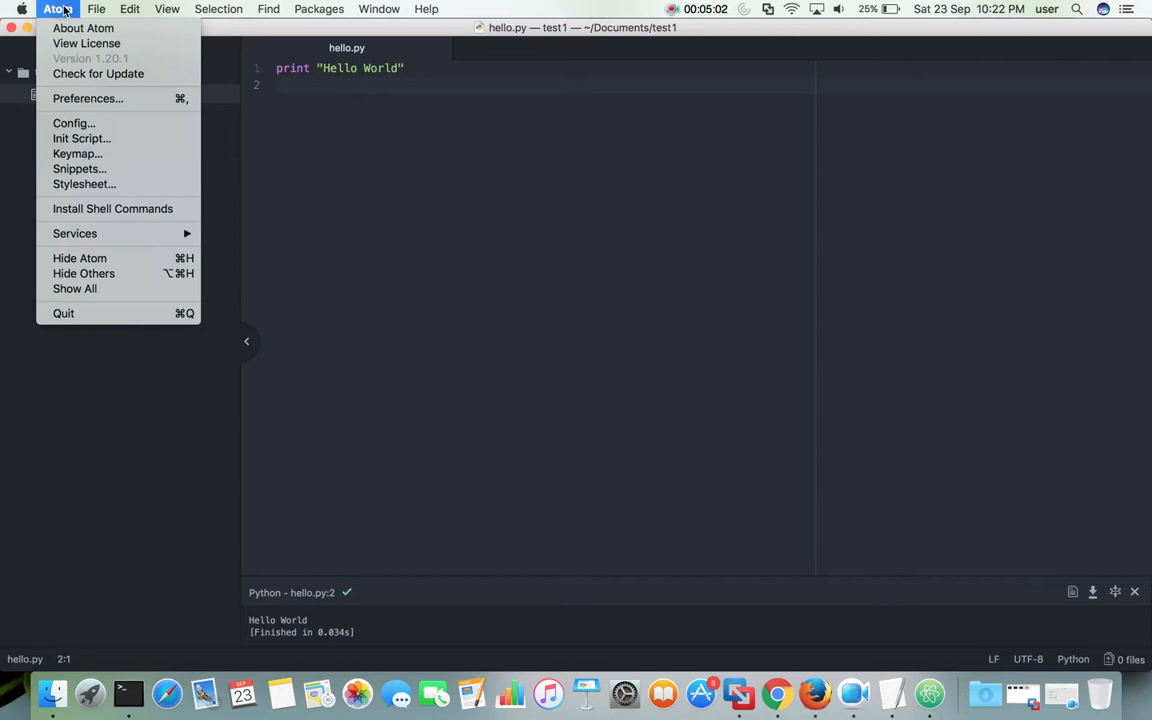 Atom File Edit View Selection Find Packages Window Help 00:05:02 25% Sat 23 Sep 10:22 PM user
hello.py — test1 — ~/Documents/test1
About Atom
View License
Version 1.20.1
Check for Update
Preferences... ⌘,
Config...
Init Script...
Keymap...
Snippets...
Stylesheet...
Install Shell Commands
Services ▶
Hide Atom ⌘H
Hide Others ⌥⌘H
Show All
Quit ⌘Q
hello.py
1 print "Hello World"
2
Python - hello.py:2 ✓
Hello World
[Finished in 0.034s]
hello.py 2:1 LF UTF-8 Python 0 files